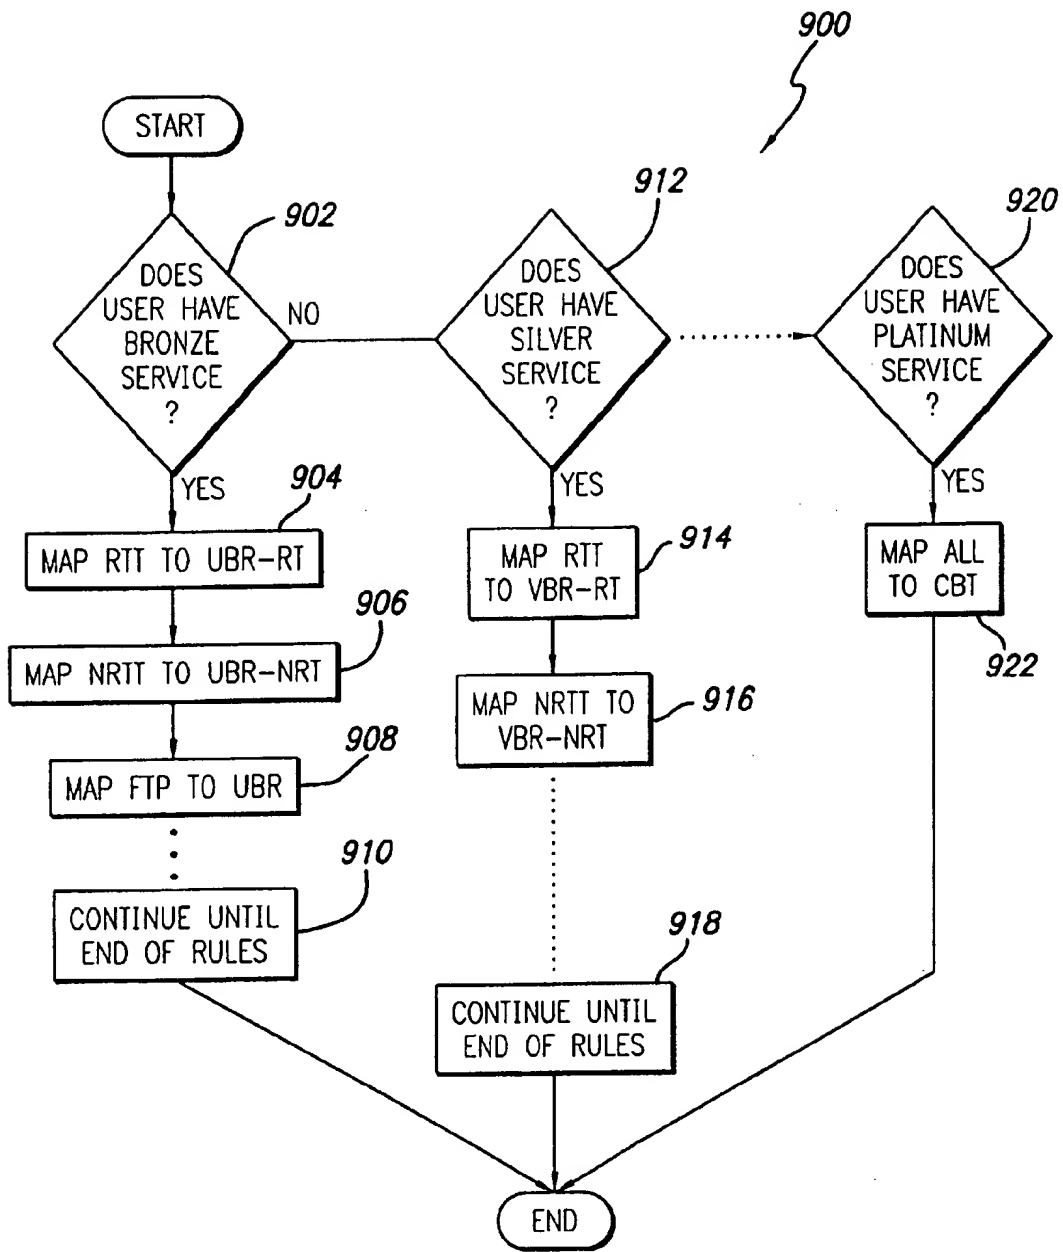 900
START
902
DOES
USER HAVE
BRONZE
SERVICE
?
NO
YES
904
MAP RTT TO UBR-RT
906
MAP NRTT TO UBR-NRT
908
MAP FTP TO UBR
910
CONTINUE UNTIL
END OF RULES
912
DOES
USER HAVE
SILVER
SERVICE
?
YES
914
MAP RTT
TO VBR-RT
916
MAP NRTT TO
VBR-NRT
918
CONTINUE UNTIL
END OF RULES
920
DOES
USER HAVE
PLATINUM
SERVICE
?
YES
MAP ALL
TO CBT
922
END